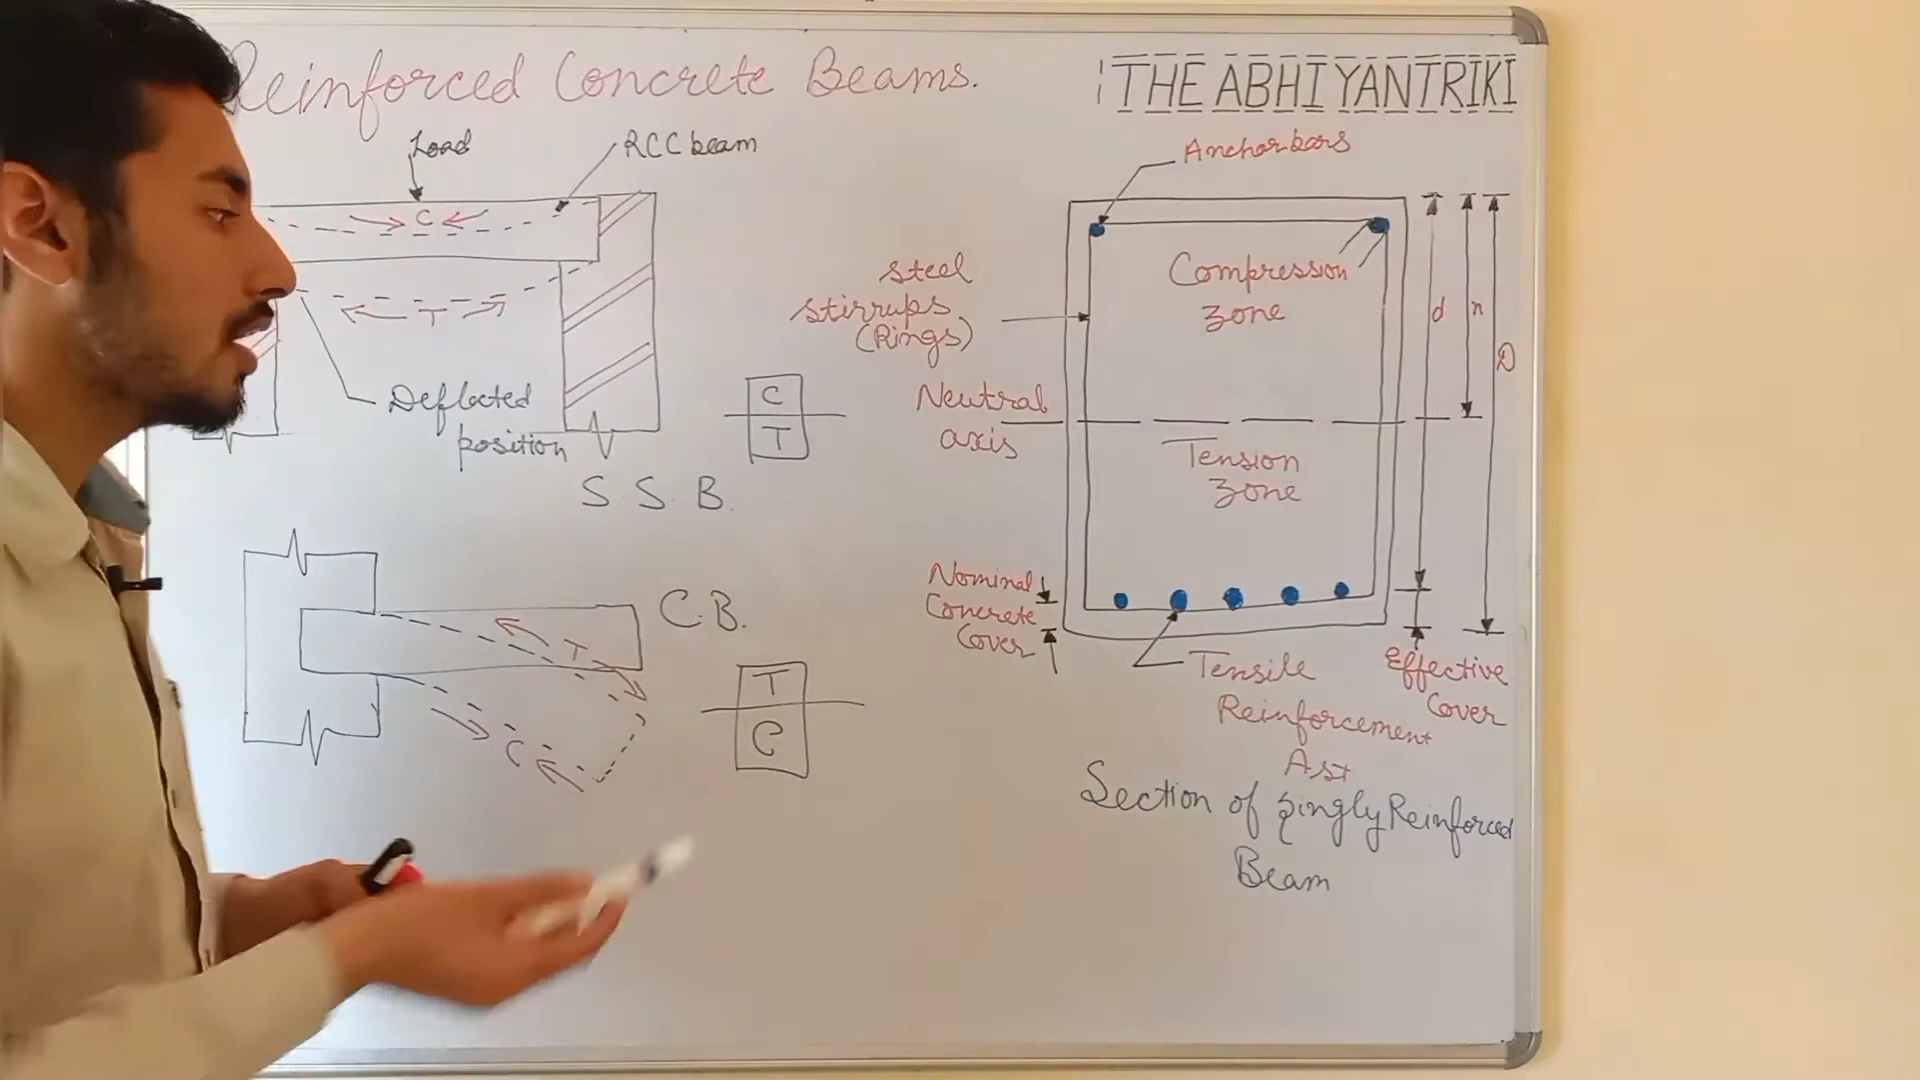 Reinforced Concrete Beams.
THE ABHIYANTRIKI
Load
RCC beam
C
T
Deflected
position
C
T
S. S. B.
C.B.
T
C
T
C
Anchor bars
Compression
zone
steel
stirrups
(Rings)
d
n
D
Neutral
axis
Tension
zone
Nominal
Concrete
Cover
Tensile
Reinforcement
Ast
Effective
Cover
Section of Singly Reinforced
Beam